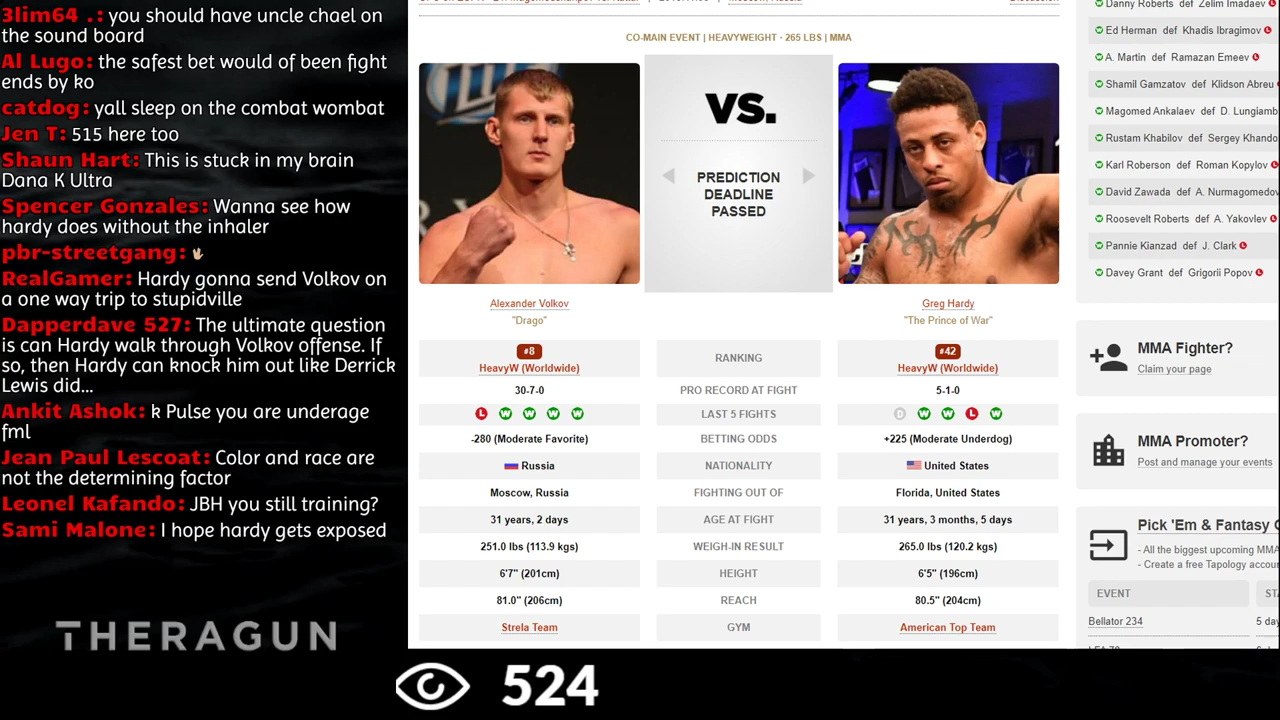 3lim64 .: you should have uncle chael on
the sound board
Al Lugo: the safest bet would of been fight
ends by ko
catdog: yall sleep on the combat wombat
Jen T: 515 here too
Shaun Hart: This is stuck in my brain
Dana K Ultra
Spencer Gonzales: Wanna see how
hardy does without the inhaler
pbr-streetgang:
RealGamer: Hardy gonna send Volkov on
a one way trip to stupidville
Dapperdave 527: The ultimate question
is can Hardy walk through Volkov offense. If
so, then Hardy can knock him out like Derrick
Lewis did...
Ankit Ashok: k Pulse you are underage
fml
Jean Paul Lescoat: Color and race are
not the determining factor
Leonel Kafando: JBH you still training?
Sami Malone: I hope hardy gets exposed
THERAGUN
CO-MAIN EVENT | HEAVYWEIGHT · 265 LBS | MMA
VS.
PREDICTION
DEADLINE
PASSED
Alexander Volkov
"Drago"
Greg Hardy
"The Prince of War"
#8
HeavyW (Worldwide)
RANKING
#42
HeavyW (Worldwide)
30-7-0 PRO RECORD AT FIGHT 5-1-0
L W W W W LAST 5 FIGHTS D W W L W
-280 (Moderate Favorite) BETTING ODDS +225 (Moderate Underdog)
Russia NATIONALITY United States
Moscow, Russia FIGHTING OUT OF Florida, United States
31 years, 2 days AGE AT FIGHT 31 years, 3 months, 5 days
251.0 lbs (113.9 kgs) WEIGH-IN RESULT 265.0 lbs (120.2 kgs)
6'7" (201cm) HEIGHT 6'5" (196cm)
81.0" (206cm) REACH 80.5" (204cm)
Strela Team GYM American Top Team
W Danny Roberts def Zelim Imadaev L
W Ed Herman def Khadis Ibragimov L
W A. Martin def Ramazan Emeev L
W Shamil Gamzatov def Klidson Abreu L
W Magomed Ankalaev def D. Lungiamb
W Rustam Khabilov def Sergey Khando
W Karl Roberson def Roman Kopylov L
W David Zawada def A. Nurmagomedo
W Roosevelt Roberts def A. Yakovlev L
W Pannie Kianzad def J. Clark L
W Davey Grant def Grigorii Popov L
MMA Fighter?
Claim your page
MMA Promoter?
Post and manage your events
Pick 'Em & Fantasy
- All the biggest upcoming MMA
- Create a free Tapology accou
EVENT STA
Bellator 234 5 day
524